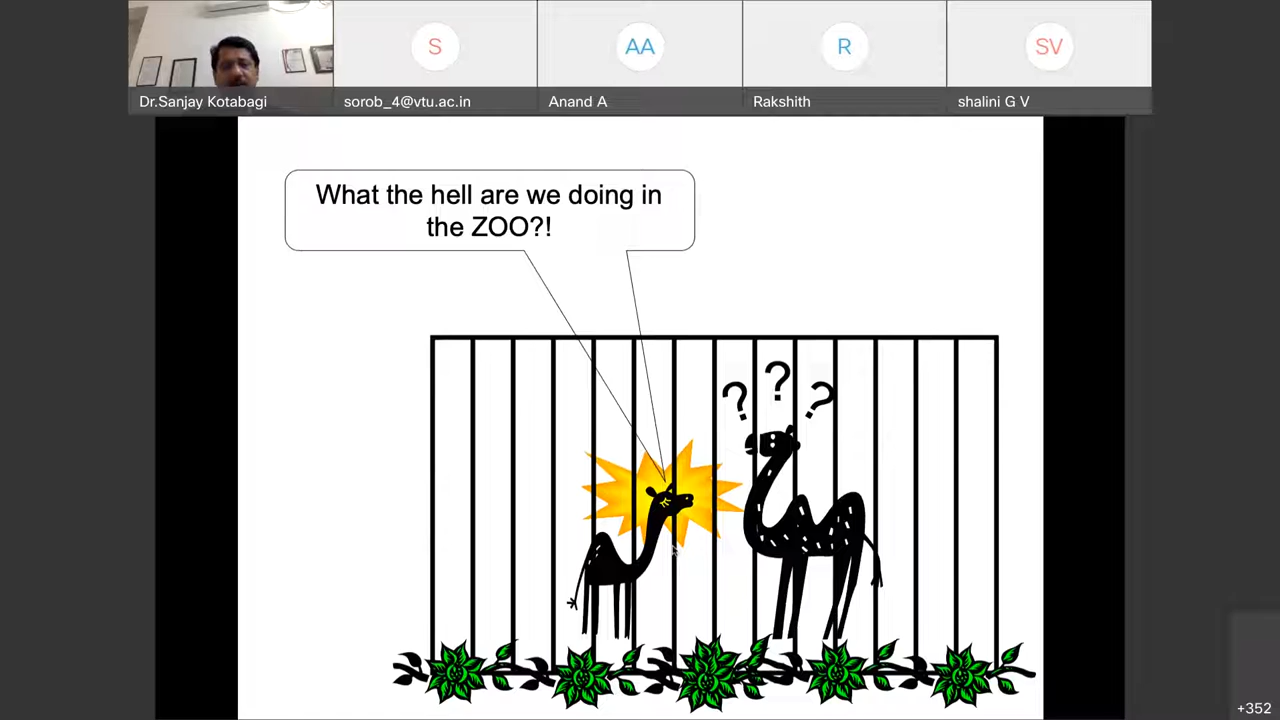 S
AA
R
SV
Dr.Sanjay Kotabagi
sorob_4@vtu.ac.in
Anand A
Rakshith
shalini G V
What the hell are we doing in
the ZOO?!
? ? ?
+352